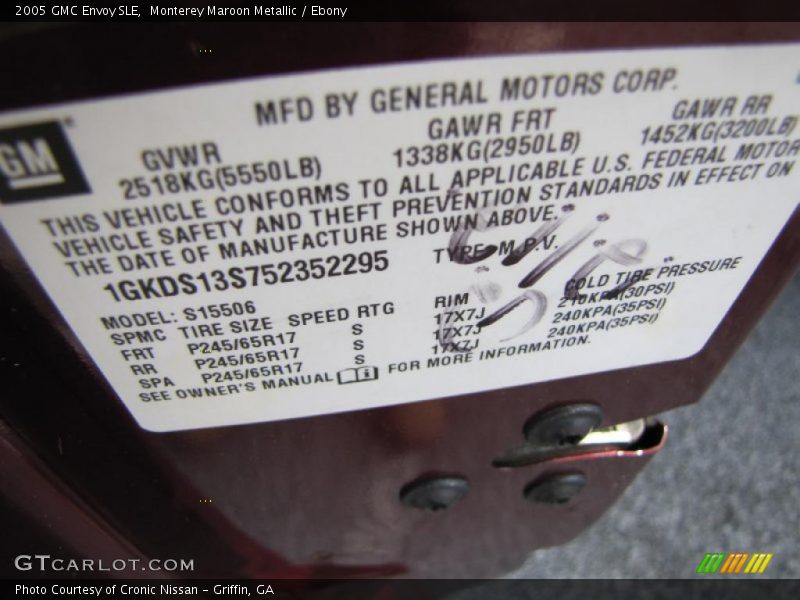 2005 GMC Envoy SLE,  Monterey Maroon Metallic / Ebony
MFD BY GENERAL MOTORS CORP.
GM
GVWR GAWR FRT GAWR RR
2518KG(5550LB) 1338KG(2950LB) 1452KG(3200LB)
THIS VEHICLE CONFORMS TO ALL APPLICABLE U.S. FEDERAL MOTOR
VEHICLE SAFETY AND THEFT PREVENTION STANDARDS IN EFFECT ON
THE DATE OF MANUFACTURE SHOWN ABOVE.
1GKDS13S752352295 TYPE: M.P.V.
MODEL: S15506
SPMC TIRE SIZE SPEED RTG RIM COLD TIRE PRESSURE
FRT P245/65R17 S 17X7J 210KPA(30PSI)
RR P245/65R17 S 17X7J 240KPA(35PSI)
SPA P245/65R17 S 17X7J 240KPA(35PSI)
SEE OWNER'S MANUAL FOR MORE INFORMATION.
GTCARLOT.COM
Photo Courtesy of Cronic Nissan – Griffin, GA